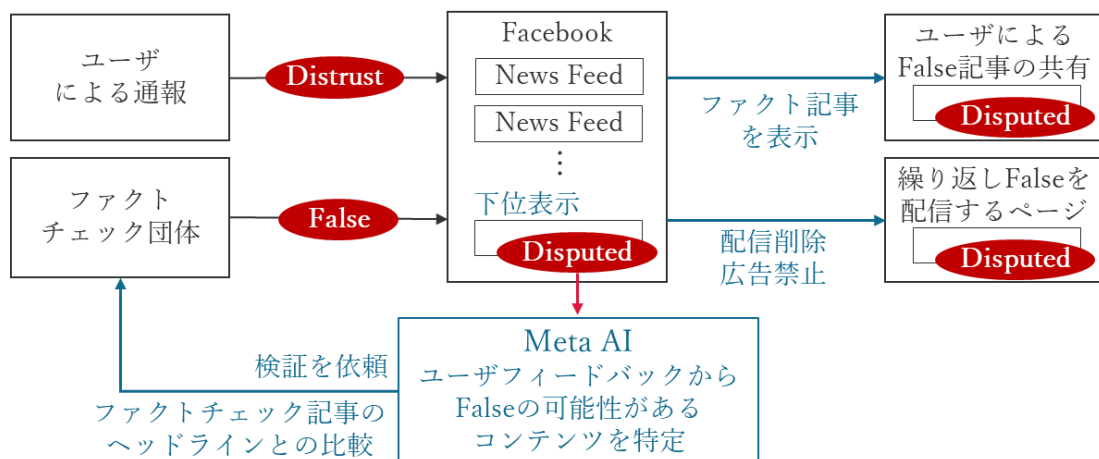 ユーザ
による通報
Distrust
Facebook
News Feed
News Feed
⋮
下位表示
Disputed
ファクト記事
を表示
ユーザによる
False記事の共有
Disputed
ファクト
チェック団体
False
配信削除
広告禁止
繰り返しFalseを
配信するページ
Disputed
検証を依頼
ファクトチェック記事の
ヘッドラインとの比較
Meta AI
ユーザフィードバックから
Falseの可能性がある
コンテンツを特定